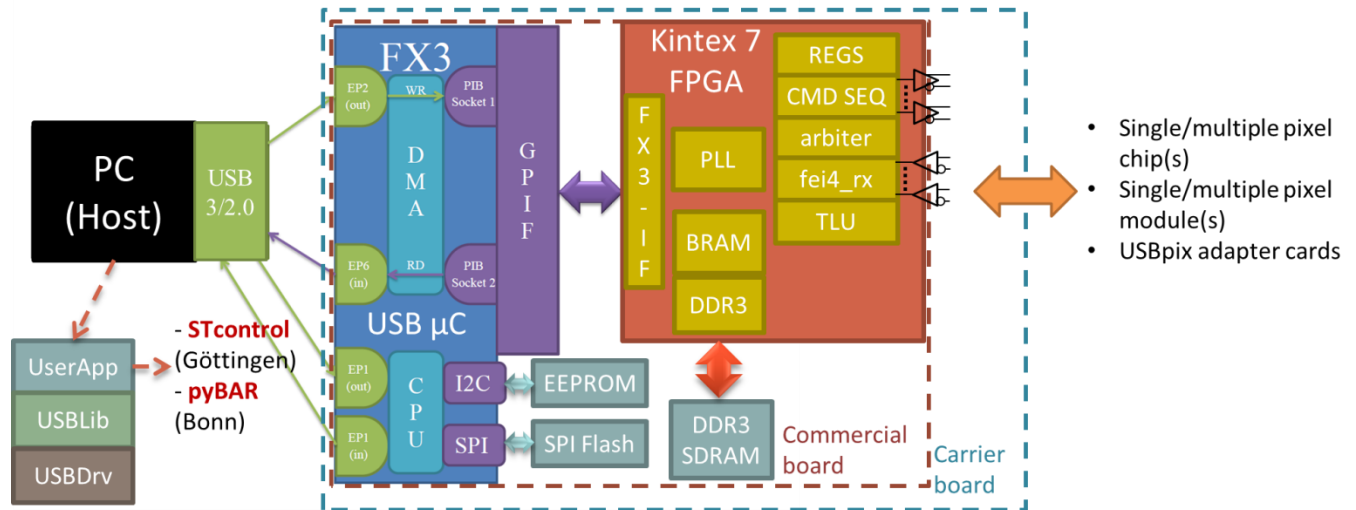 PC
(Host)
USB
3/2.0
UserApp
USBLib
USBDrv
- STcontrol
(Göttingen)
- pyBAR
(Bonn)
FX3
EP2
(out)
WR
PIB
Socket 1
D
M
A
EP6
(in)
RD
PIB
Socket 2
USB µC
EP1
(out)
EP1
(in)
C
P
U
I2C
SPI
G
P
I
F
EEPROM
SPI Flash
Kintex 7
FPGA
F
X
3
-
I
F
PLL
BRAM
DDR3
REGS
CMD SEQ
arbiter
fei4_rx
TLU
DDR3
SDRAM
Commercial
board
Carrier
board
• Single/multiple pixel
chip(s)
• Single/multiple pixel
module(s)
• USBpix adapter cards